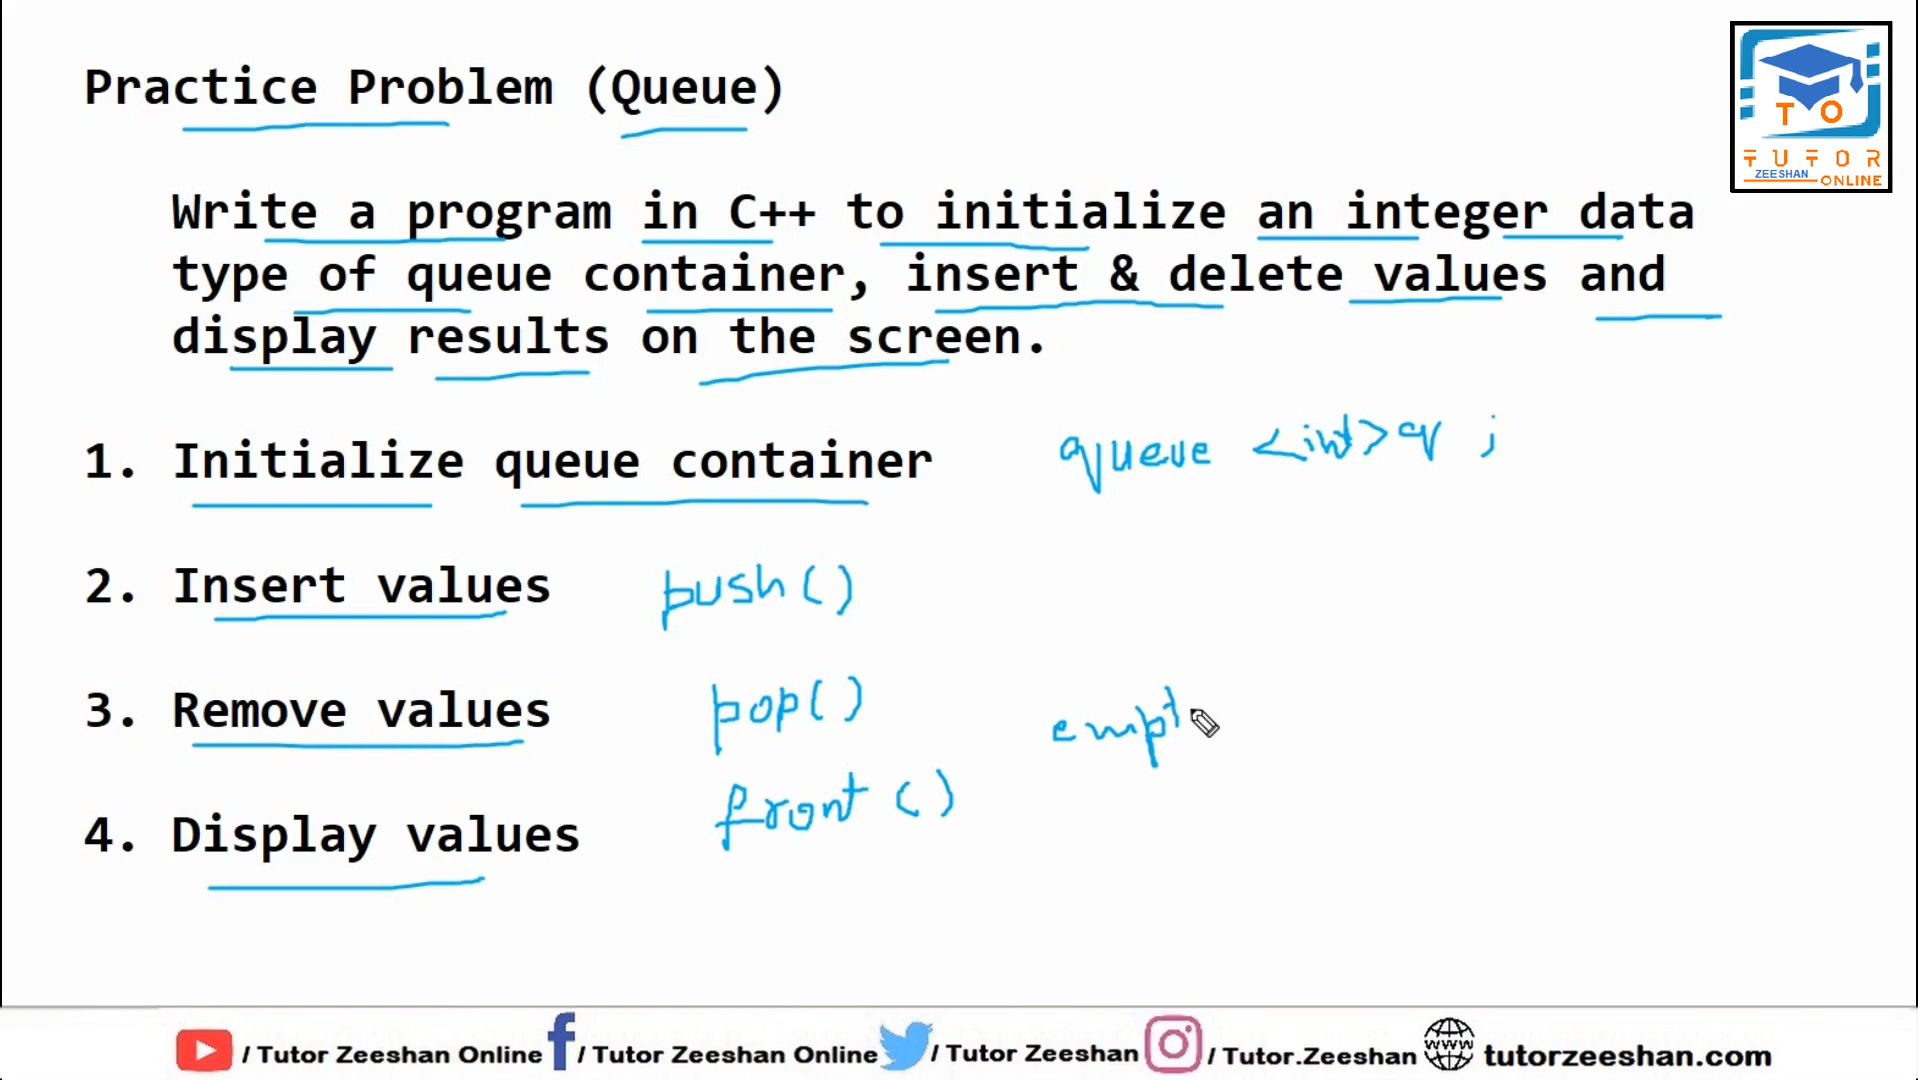 Practice Problem (Queue)
T O
TUTOR
ZEESHAN ONLINE
Write a program in C++ to initialize an integer data
type of queue container, insert & delete values and
display results on the screen.
1. Initialize queue container queue <int> q ;
2. Insert values push()
3. Remove values pop() empt
front()
4. Display values
/ Tutor Zeeshan Online / Tutor Zeeshan Online / Tutor Zeeshan / Tutor.Zeeshan WWW tutorzeeshan.com